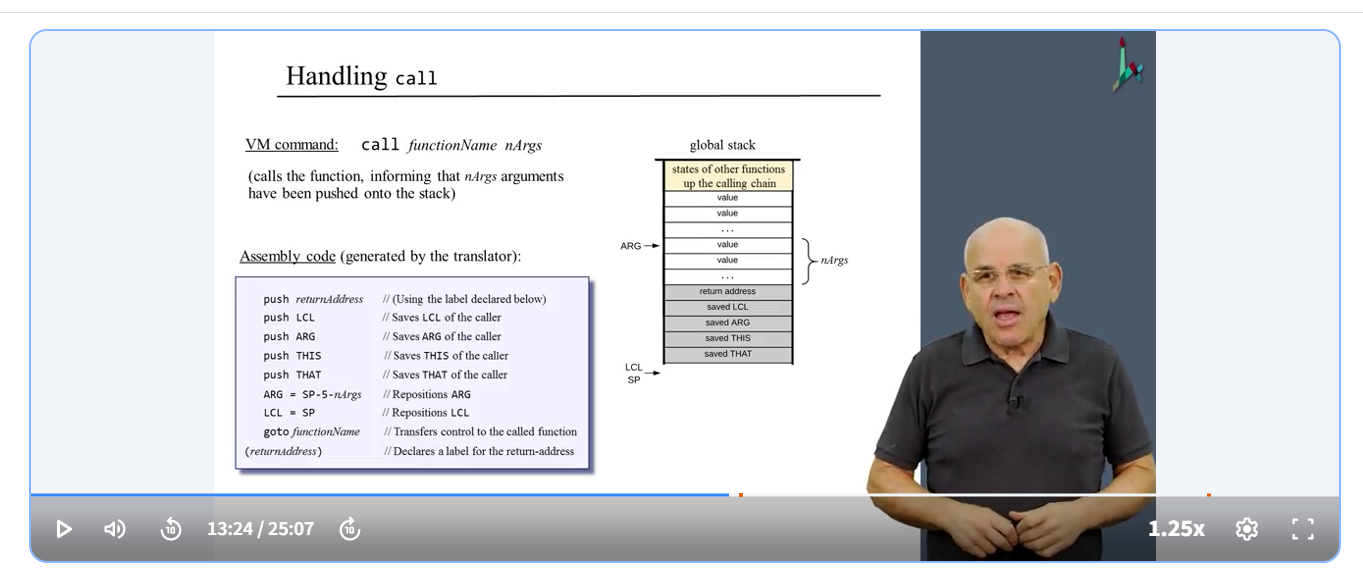 Handling call
VM command: call functionName nArgs
(calls the function, informing that nArgs arguments
have been pushed onto the stack)
Assembly code (generated by the translator):
push returnAddress // (Using the label declared below)
push LCL // Saves LCL of the caller
push ARG // Saves ARG of the caller
push THIS // Saves THIS of the caller
push THAT // Saves THAT of the caller
ARG = SP-5-nArgs // Repositions ARG
LCL = SP // Repositions LCL
goto functionName // Transfers control to the called function
(returnAddress) // Declares a label for the return-address
global stack
states of other functions
up the calling chain
value
value
...
ARG
value
value
...
nArgs
return address
saved LCL
saved ARG
saved THIS
saved THAT
LCL
SP
10
13:24 / 25:07
10
1.25x